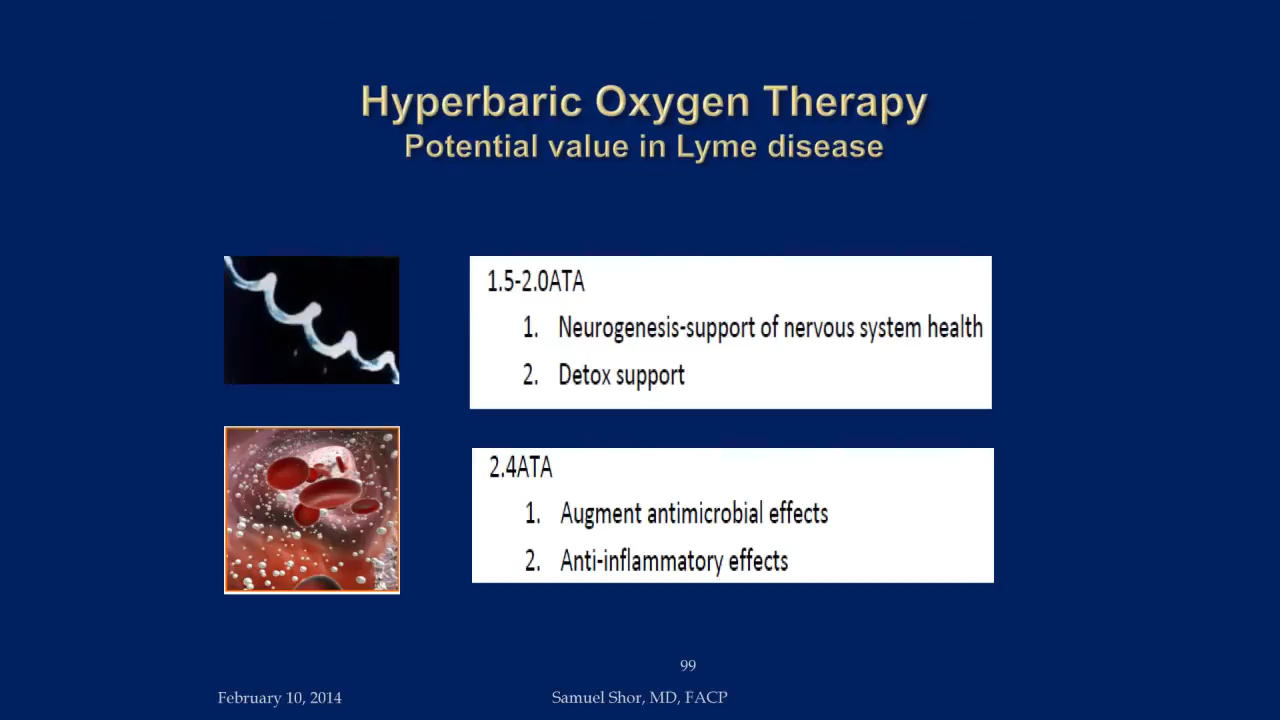 Hyperbaric Oxygen Therapy
Potential value in Lyme disease
1.5-2.0ATA
1. Neurogenesis-support of nervous system health
2. Detox support
2.4ATA
1. Augment antimicrobial effects
2. Anti-inflammatory effects
99
February 10, 2014
Samuel Shor, MD, FACP